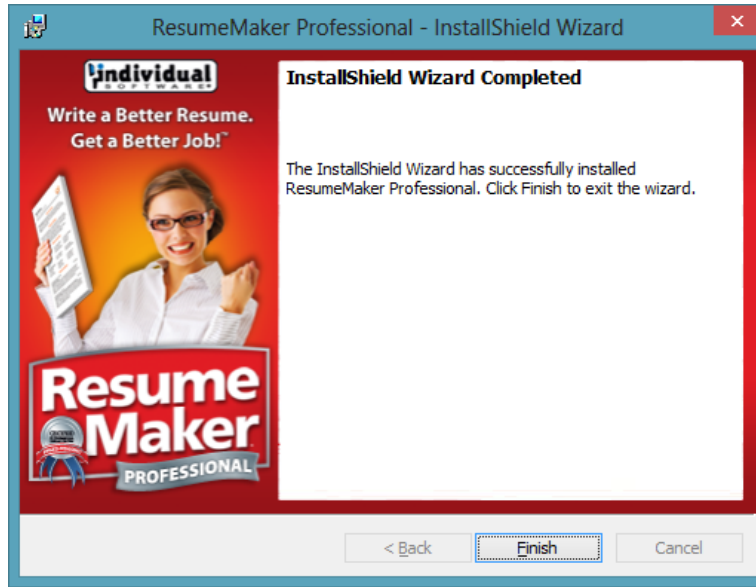 ResumeMaker Professional - InstallShield Wizard
individual
SOFTWARE
Write a Better Resume.
Get a Better Job!™
Resume
Maker
PROFESSIONAL
InstallShield Wizard Completed
The InstallShield Wizard has successfully installed
ResumeMaker Professional. Click Finish to exit the wizard.
< Back
Finish
Cancel